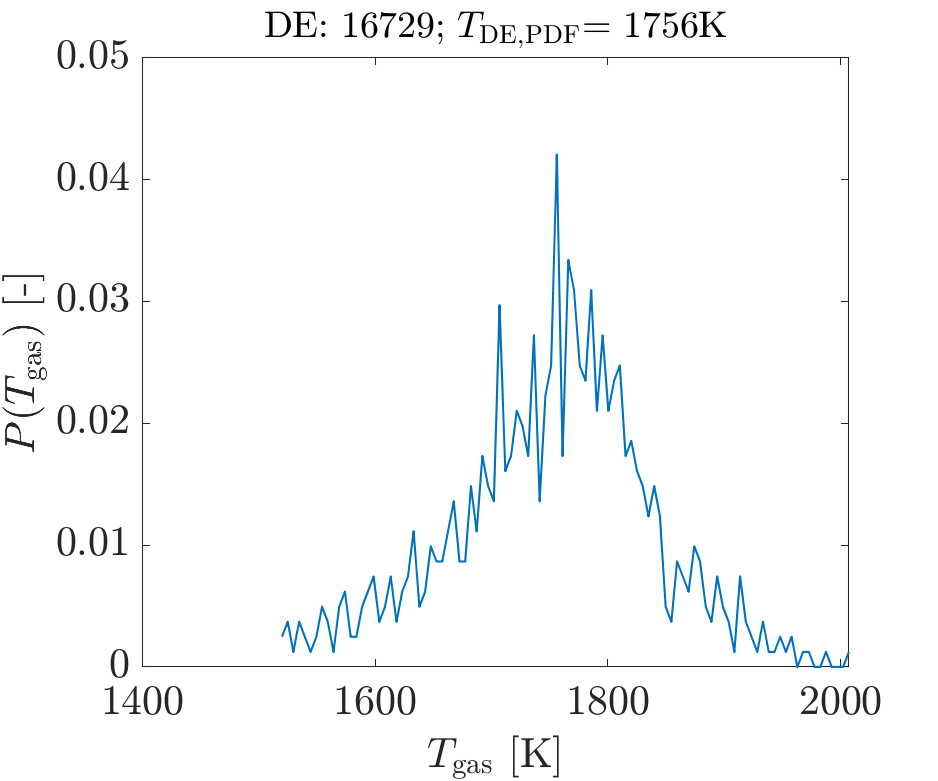 DE: 16729; T_DE,PDF= 1756K
0.05
0.04
0.03
0.02
0.01
0
P(T_gas) [-]
1400 1600 1800 2000
T_gas [K]